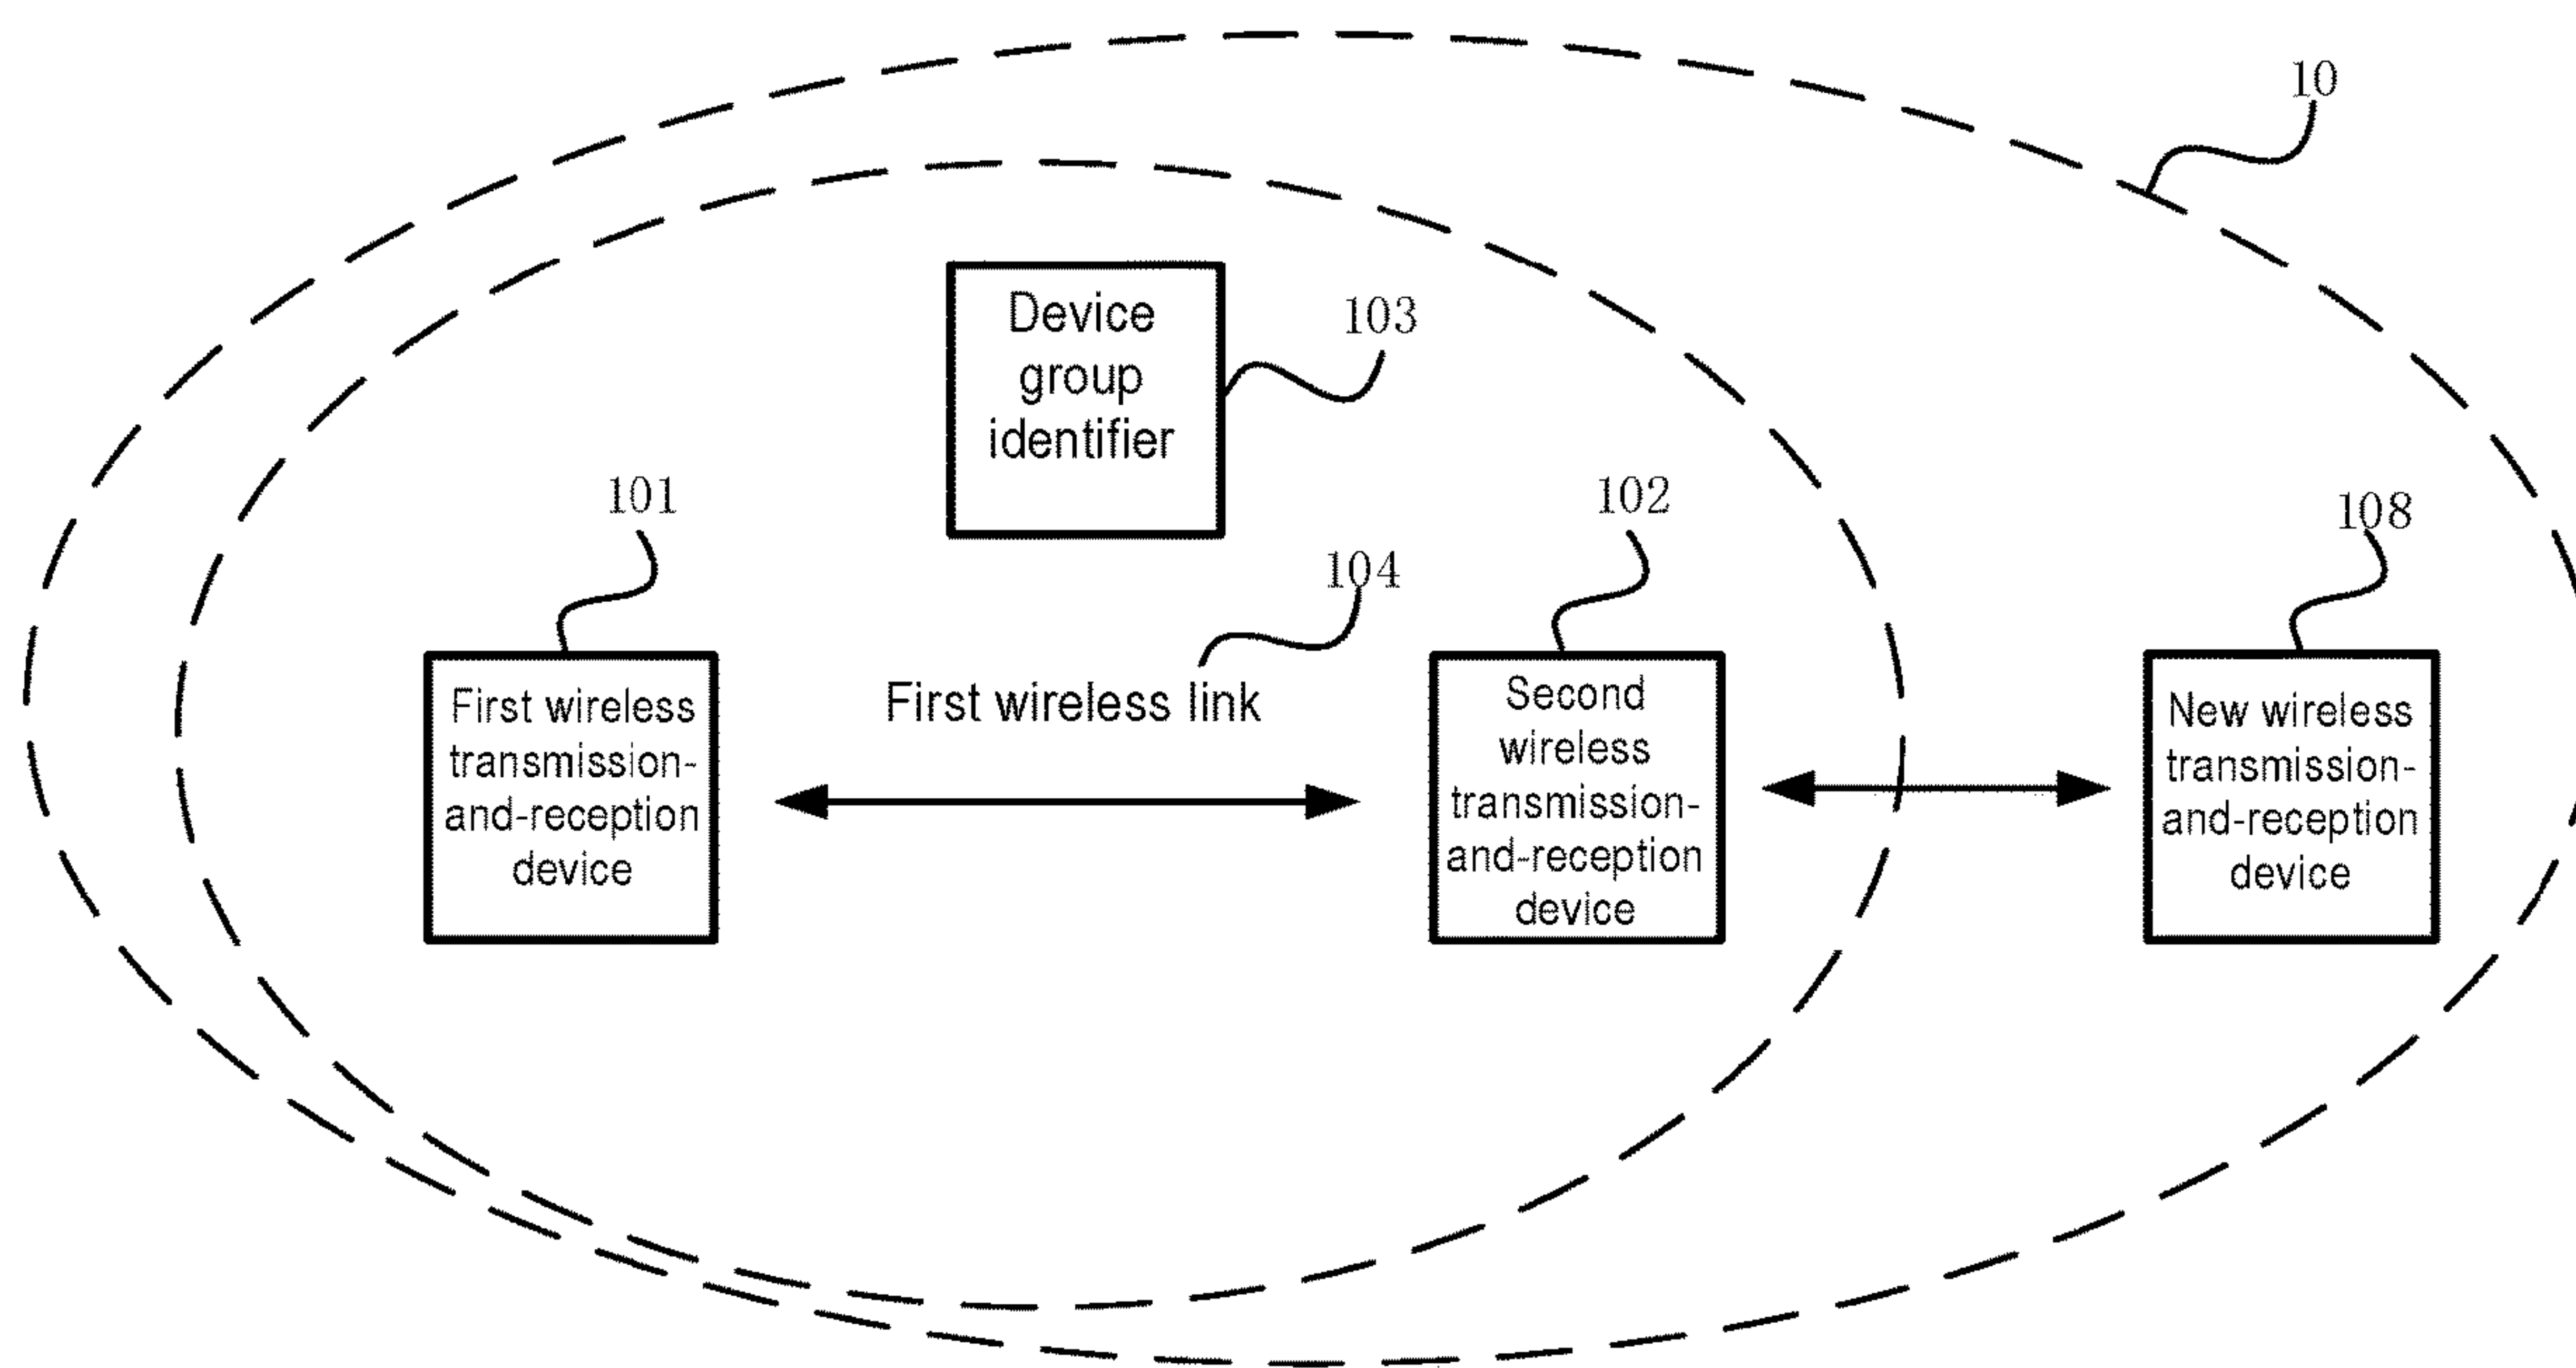 10
Device
group
identifier
103
101
102
108
104
First wireless link
First wireless
transmission-
and-reception
device
Second
wireless
transmission-
and-reception
device
New wireless
transmission-
and-reception
device